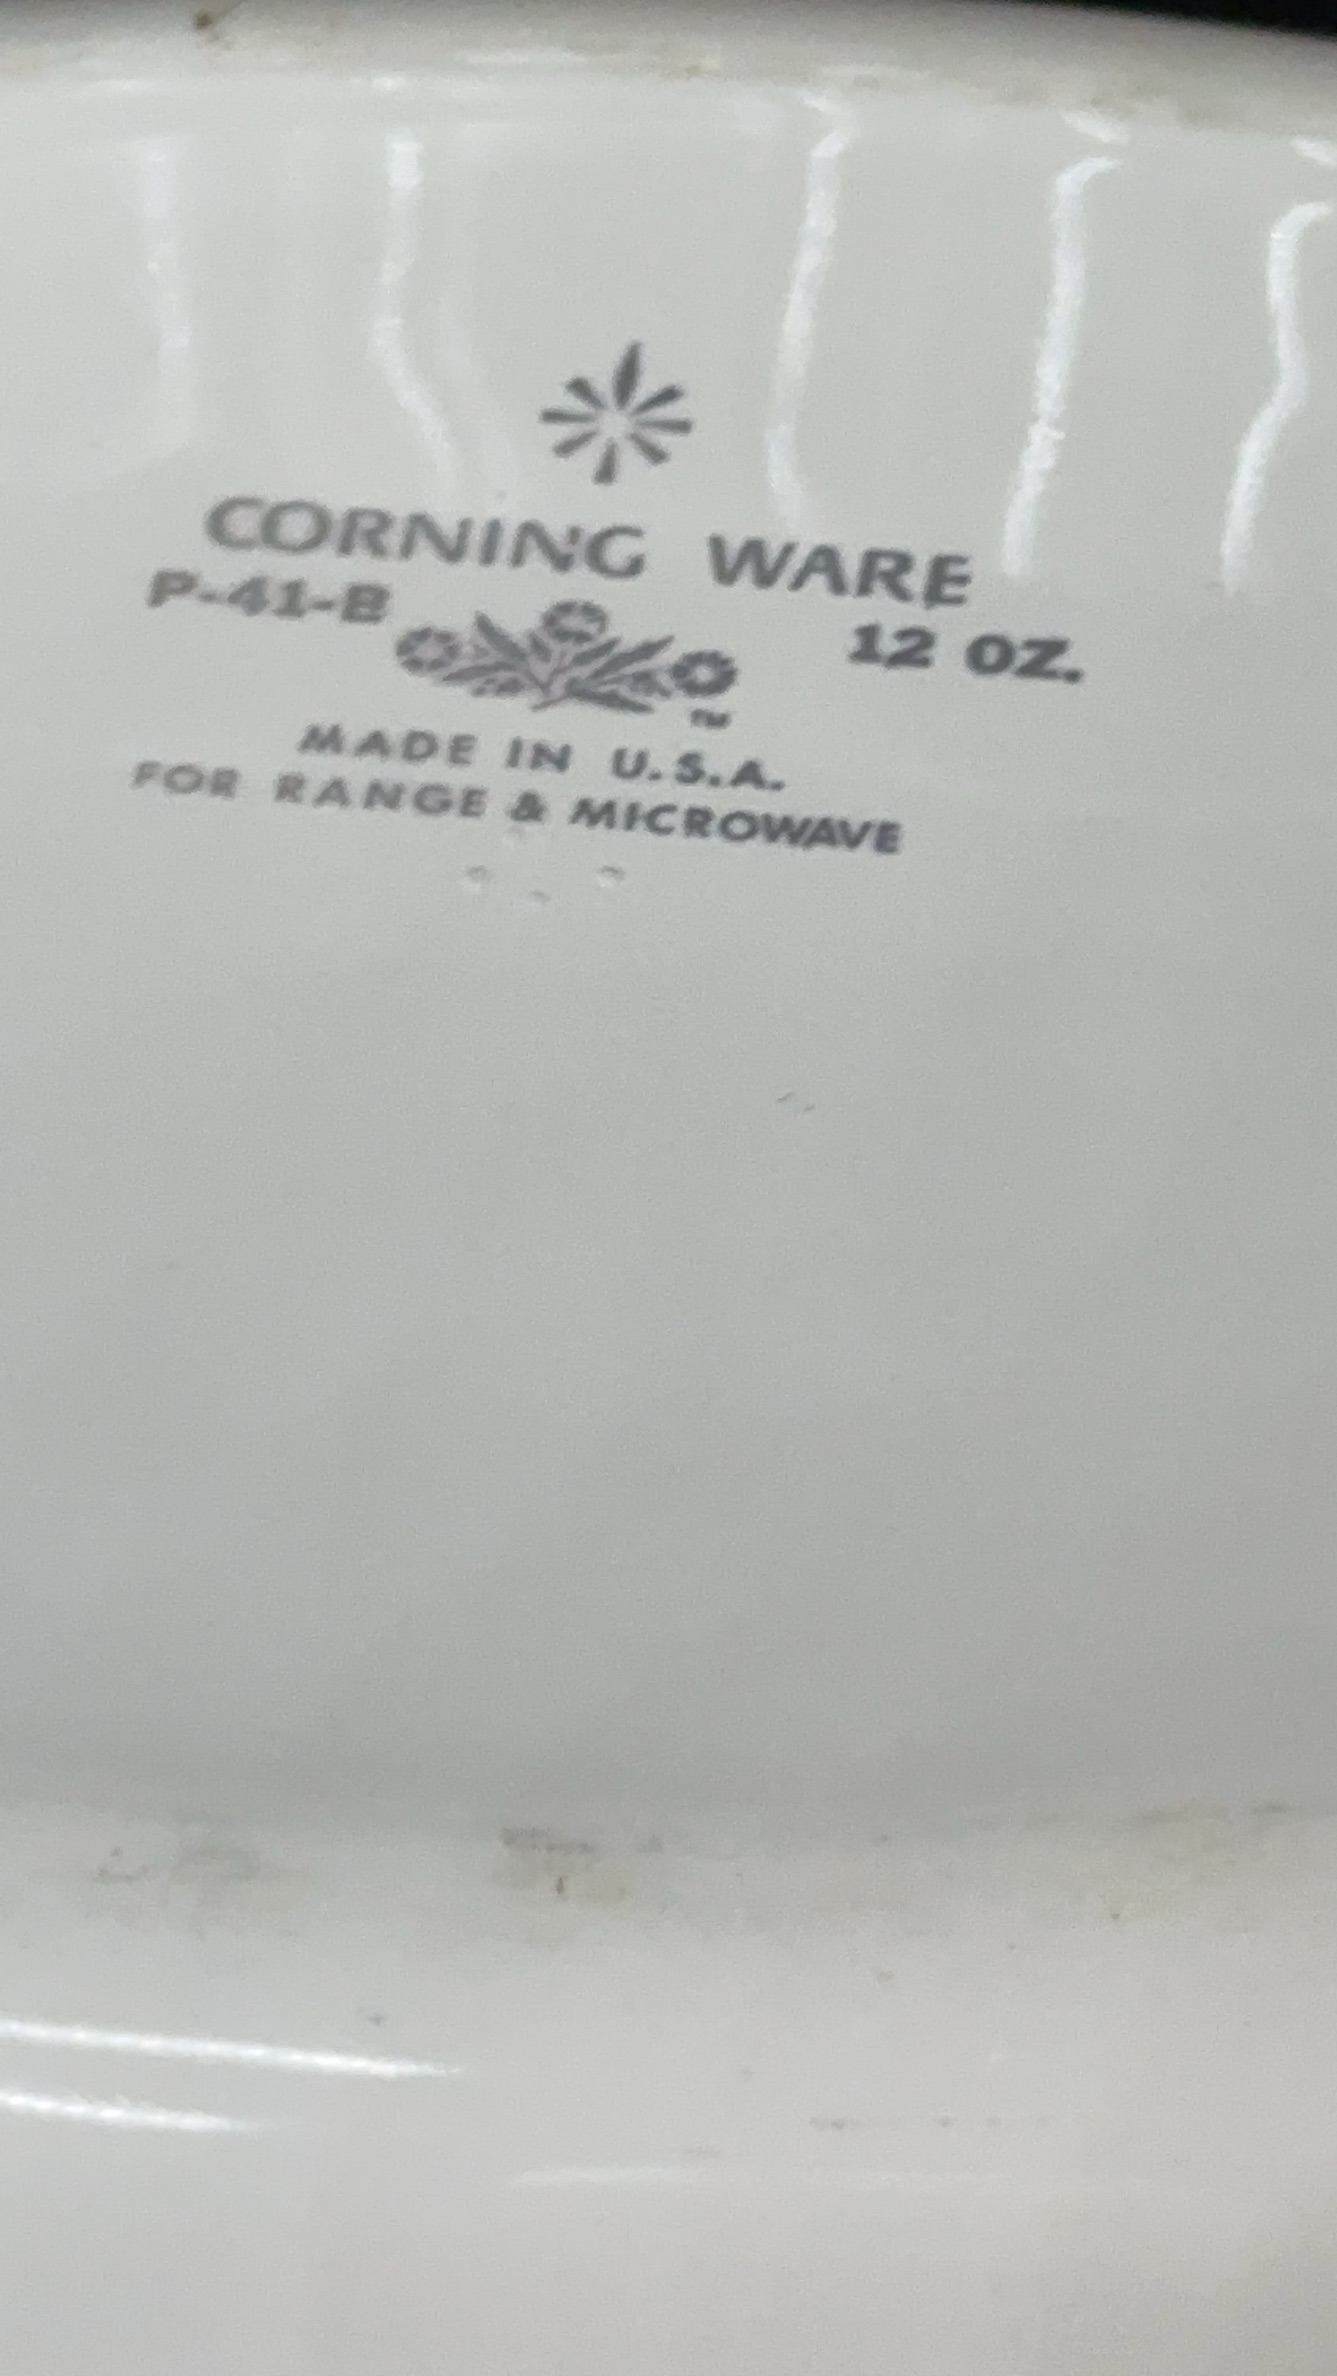 CORNING WARE
P-41-B 12 OZ.
TM
MADE IN U.S.A.
FOR RANGE & MICROWAVE